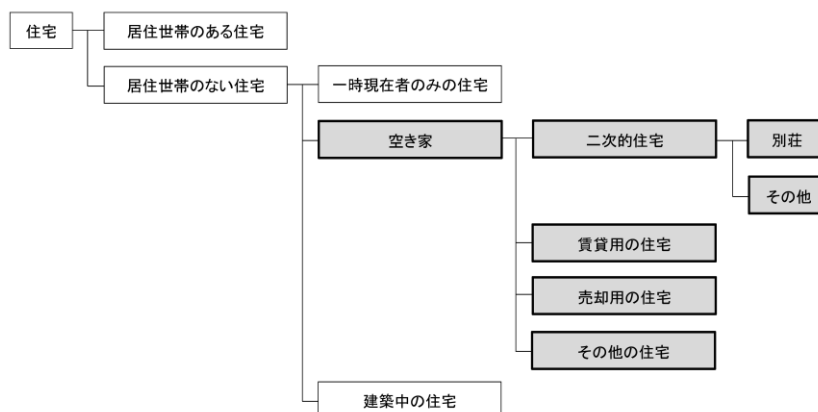 住宅
居住世帯のある住宅
居住世帯のない住宅
一時現在者のみの住宅
空き家
二次的住宅
別荘
その他
賃貸用の住宅
売却用の住宅
その他の住宅
建築中の住宅